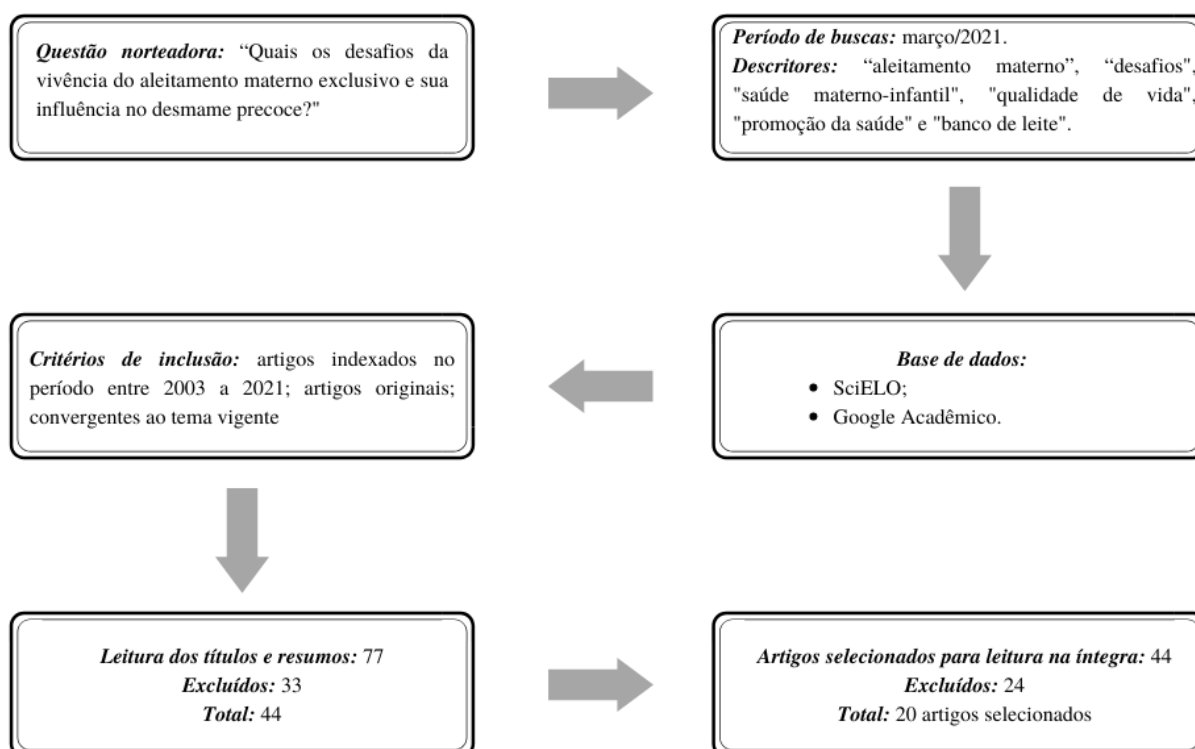 Questão norteadora: “Quais os desafios da
vivência do aleitamento materno exclusivo e sua
influência no desmame precoce?"
Período de buscas: março/2021.
Descritores: “aleitamento materno”, “desafios",
"saúde materno-infantil", "qualidade de vida",
"promoção da saúde" e "banco de leite".
Base de dados:
• SciELO;
• Google Acadêmico.
Critérios de inclusão: artigos indexados no
período entre 2003 a 2021; artigos originais;
convergentes ao tema vigente
Leitura dos títulos e resumos: 77
Excluídos: 33
Total: 44
Artigos selecionados para leitura na íntegra: 44
Excluídos: 24
Total: 20 artigos selecionados